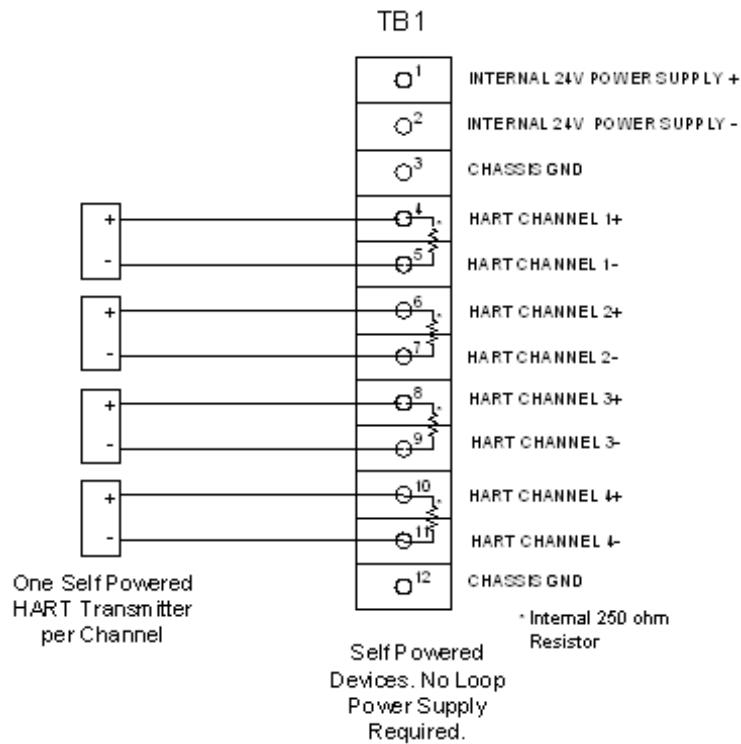 TB1
1 INTERNAL 24V POWER SUPPLY +
2 INTERNAL 24V POWER SUPPLY -
3 CHASSIS GND
+ 4 * HART CHANNEL 1+
- 5 HART CHANNEL 1-
+ 6 * HART CHANNEL 2+
- 7 HART CHANNEL 2-
+ 8 * HART CHANNEL 3+
- 9 HART CHANNEL 3-
+ 10 * HART CHANNEL 4+
- 11 HART CHANNEL 4-
12 CHASSIS GND
One Self Powered
HART Transmitter
per Channel
* Internal 250 ohm
Resistor
Self Powered
Devices. No Loop
Power Supply
Required.